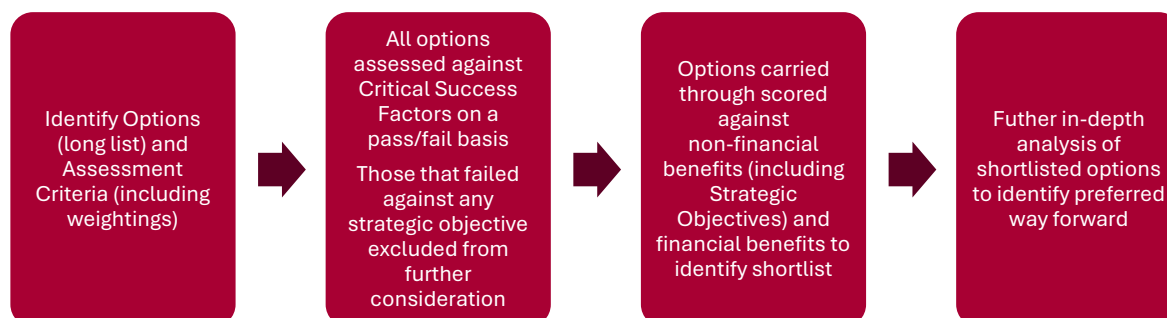 Identify Options
(long list) and
Assessment
Criteria (including
weightings)
All options
assessed against
Critical Success
Factors on a
pass/fail basis
Those that failed
against any
strategic objective
excluded from
further
consideration
Options carried
through scored
against
non-financial
benefits (including
Strategic
Objectives) and
financial benefits to
identify shortlist
Futher in-depth
analysis of
shortlisted options
to identify preferred
way forward